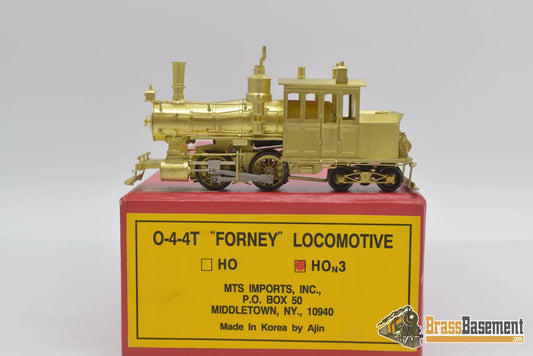 O-4-4T "FORNEY" LOCOMOTIVE
HO HON3
MTS IMPORTS, INC.,
P.O. BOX 50
MIDDLETOWN, NY., 10940
Made In Korea by Ajin
BrassBasement
.com